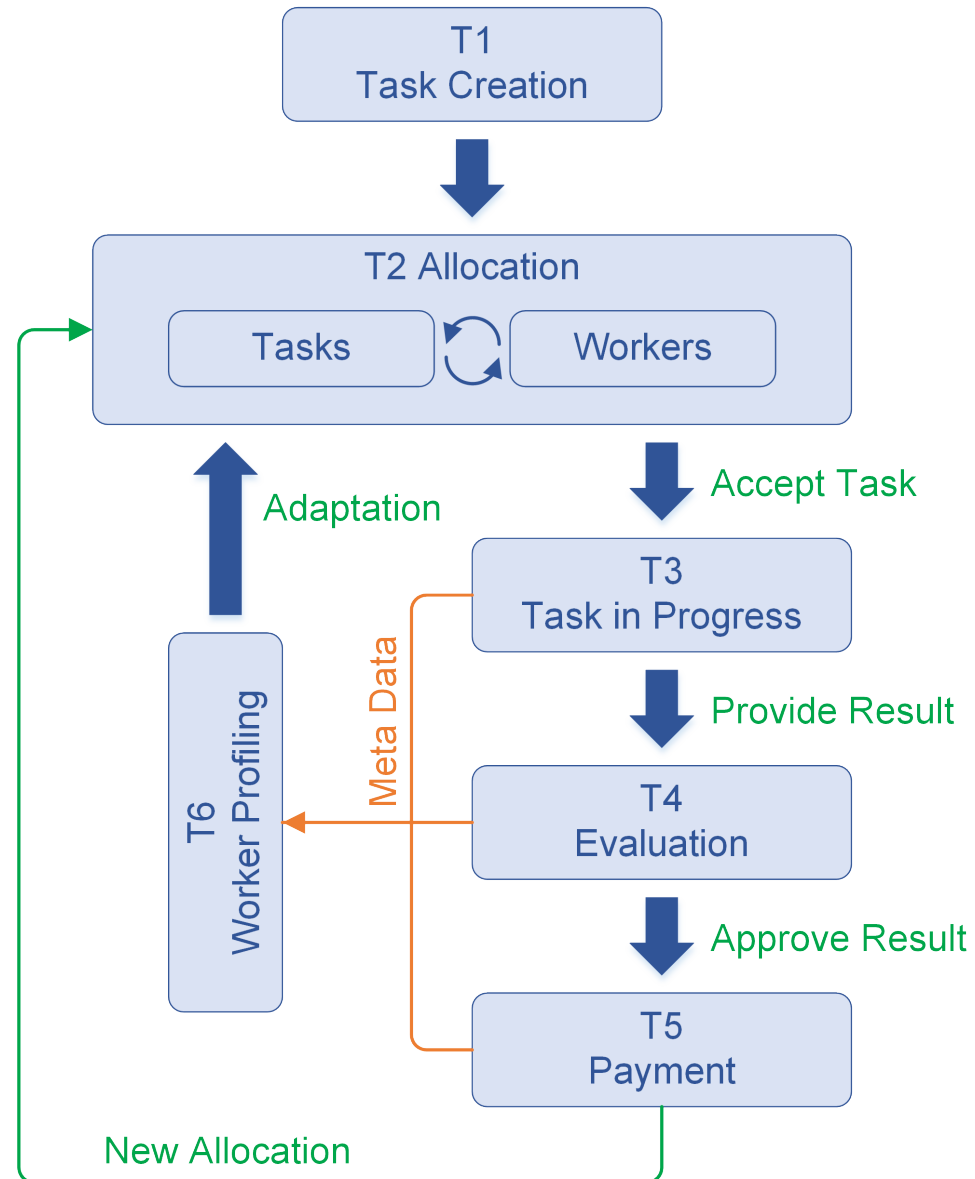 T1
Task Creation
T2 Allocation
Tasks
Workers
Accept Task
Adaptation
T3
Task in Progress
Meta Data
Provide Result
T6
Worker Profiling
T4
Evaluation
Approve Result
T5
Payment
New Allocation